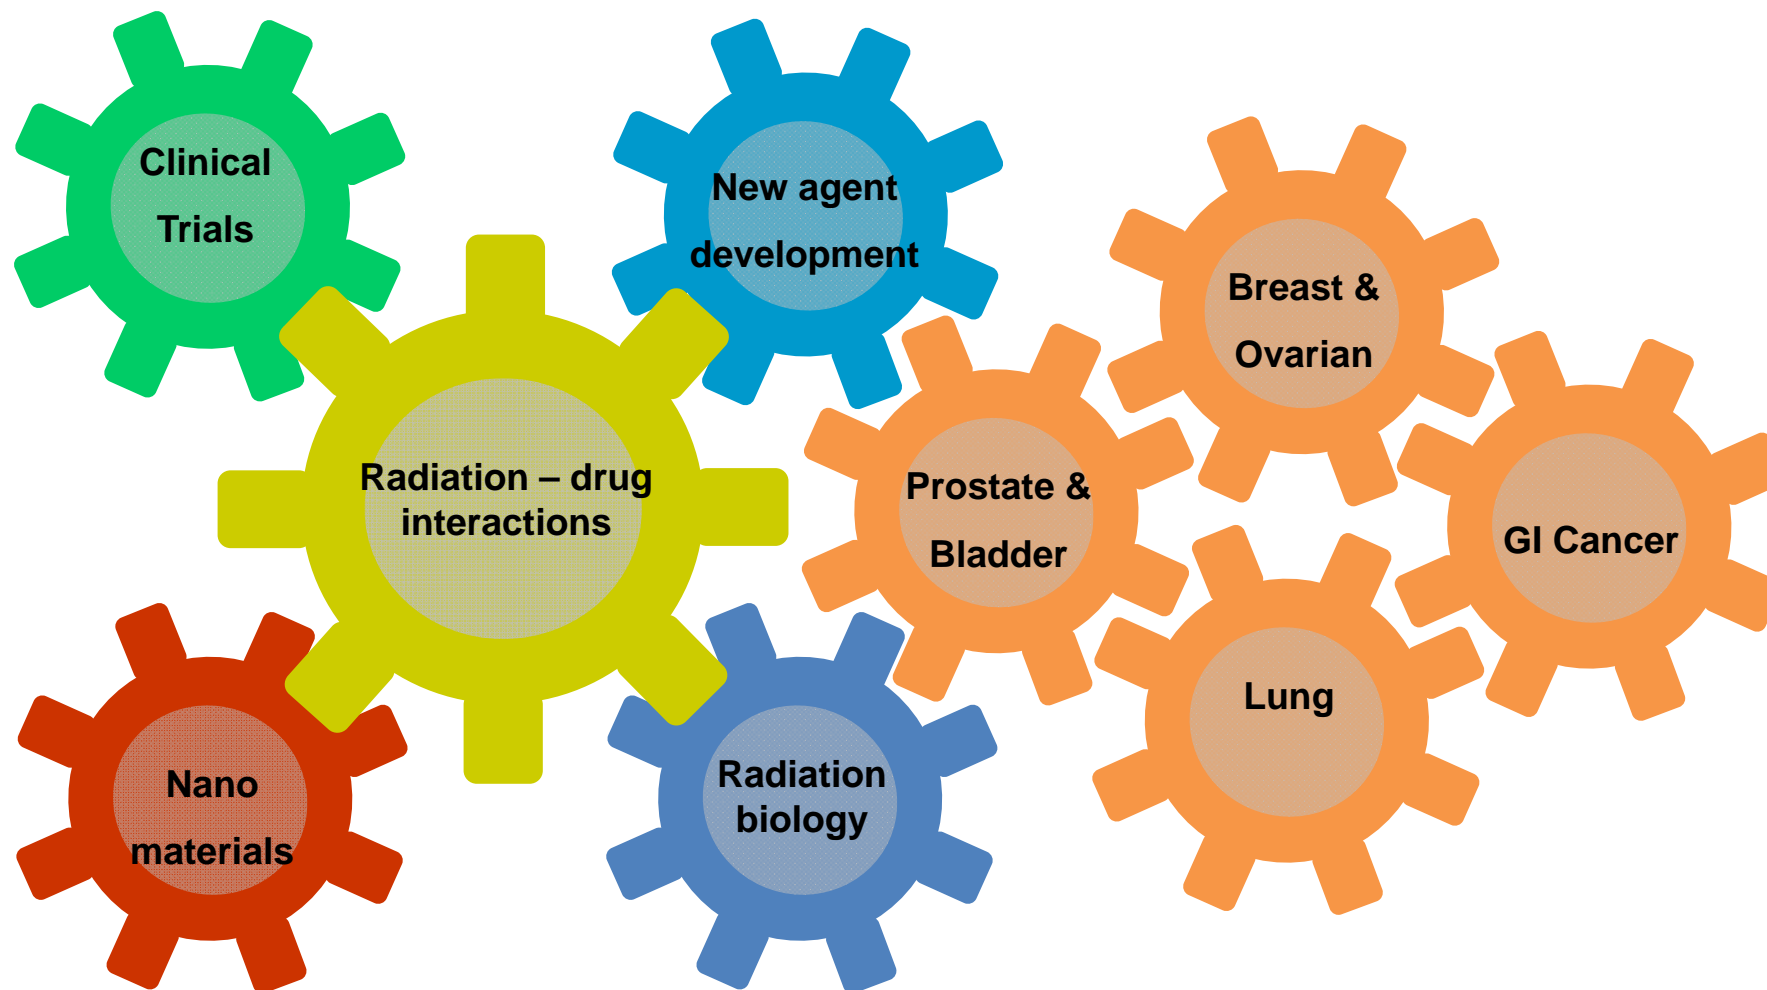 Clinical
Trials
New agent
development
Breast &
Ovarian
Radiation – drug
interactions
Prostate &
Bladder
GI Cancer
Nano
materials
Radiation
biology
Lung